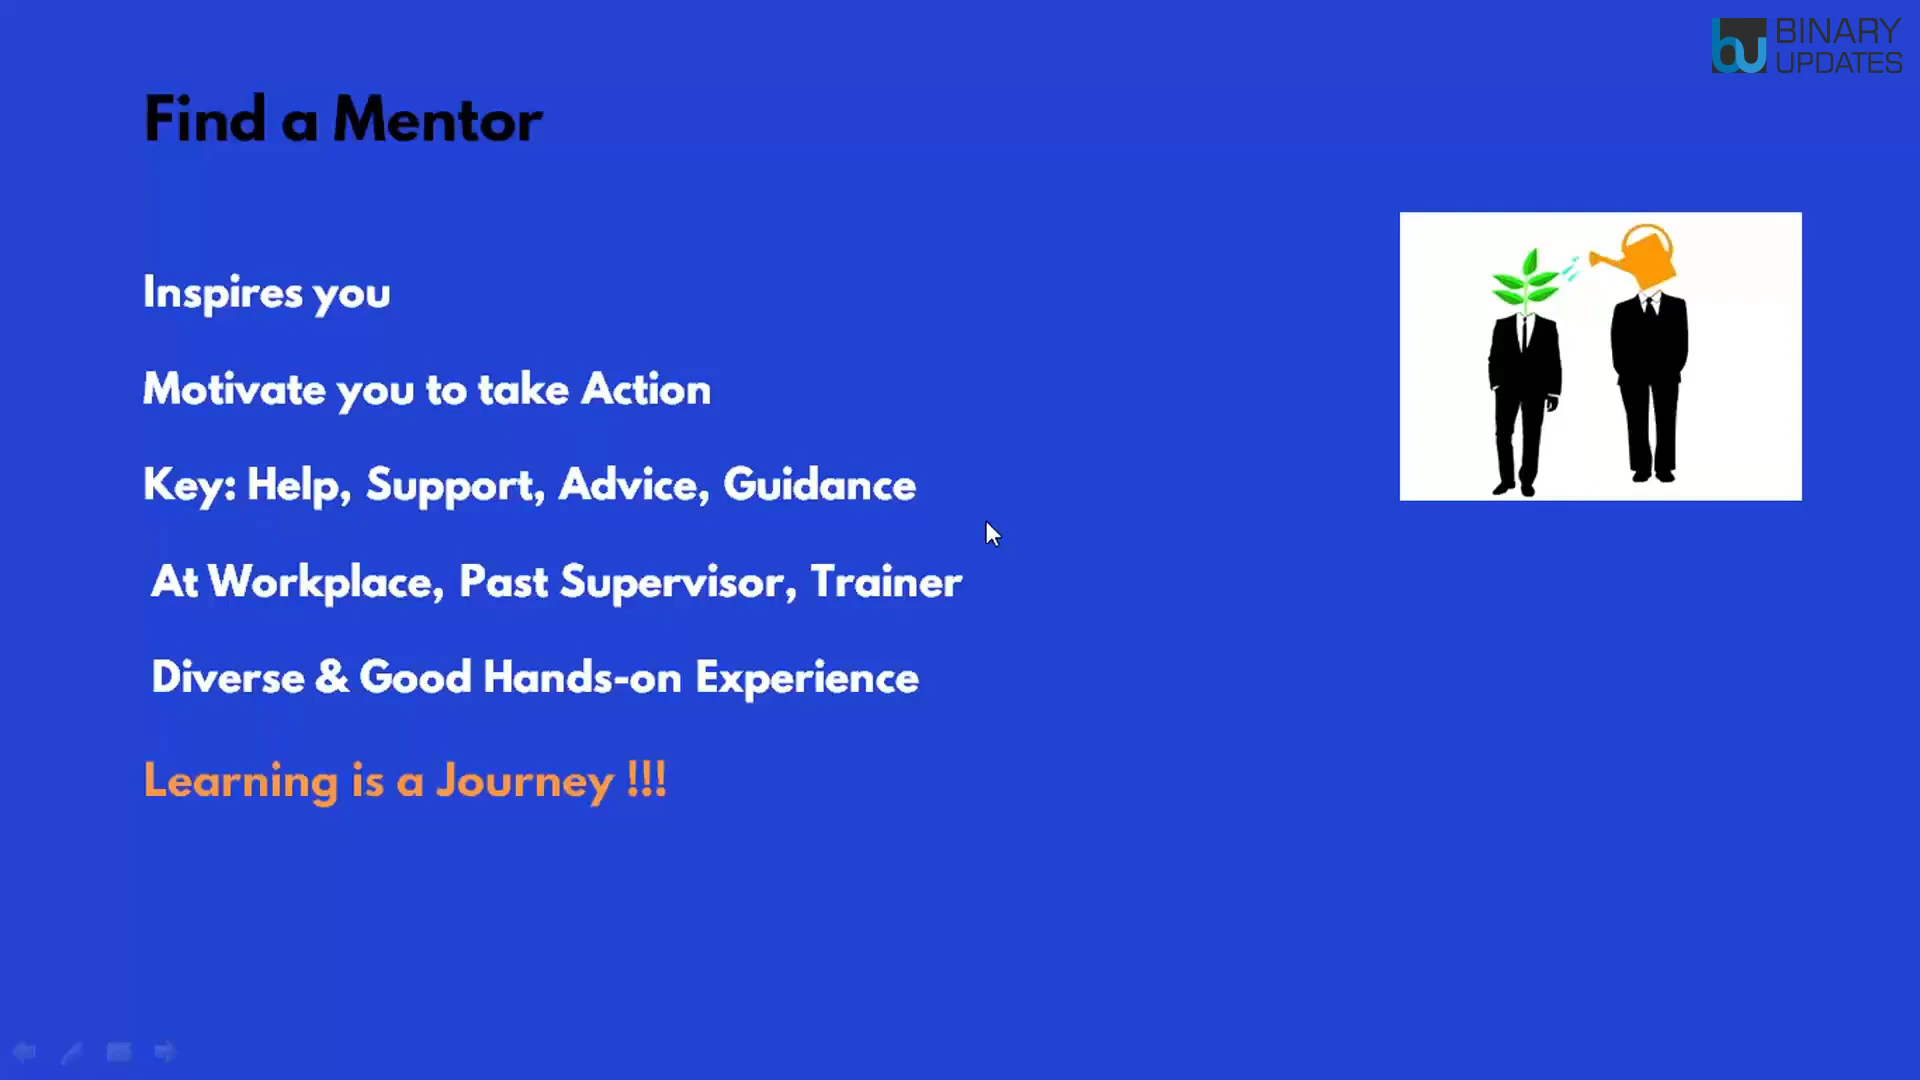 BINARY
UPDATES
Find a Mentor
Inspires you
Motivate you to take Action
Key: Help, Support, Advice, Guidance
At Workplace, Past Supervisor, Trainer
Diverse & Good Hands-on Experience
Learning is a Journey !!!